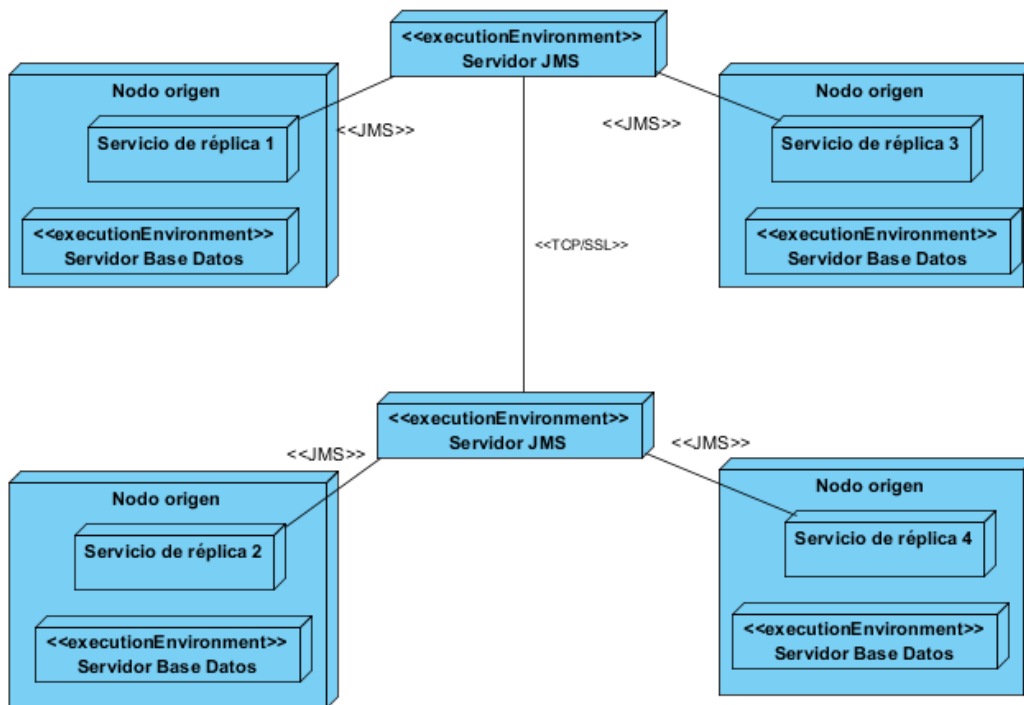 <<executionEnvironment>>
Servidor JMS
Nodo origen
Servicio de réplica 1
<<executionEnvironment>>
Servidor Base Datos
<<JMS>>
<<JMS>>
Nodo origen
Servicio de réplica 3
<<executionEnvironment>>
Servidor Base Datos
<<TCP/SSL>>
<<executionEnvironment>>
Servidor JMS
<<JMS>>
<<JMS>>
Nodo origen
Servicio de réplica 2
<<executionEnvironment>>
Servidor Base Datos
Nodo origen
Servicio de réplica 4
<<executionEnvironment>>
Servidor Base Datos